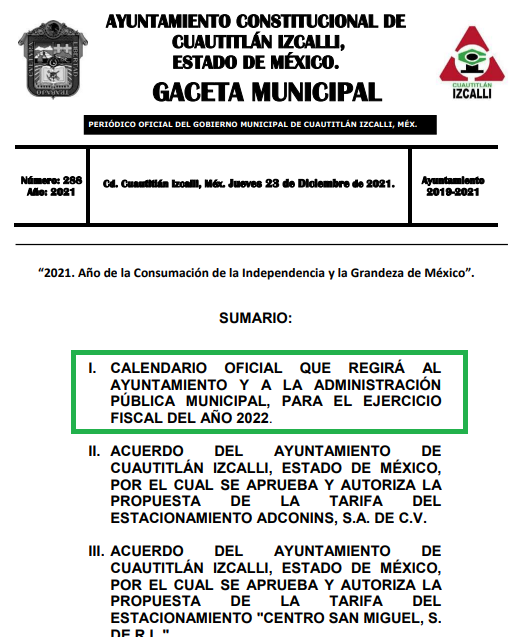 AYUNTAMIENTO CONSTITUCIONAL DE
CUAUTITLÁN IZCALLI,
ESTADO DE MÉXICO.
GACETA MUNICIPAL
CUAUTITLÁN
IZCALLI
PERIÓDICO OFICIAL DEL GOBIERNO MUNICIPAL DE CUAUTITLÁN IZCALLI, MÉX.
Número: 286
Año: 2021
Cd. Cuautitlán Izcalli, Méx. Jueves 23 de Diciembre de 2021.
Ayuntamiento
2019-2021
“2021. Año de la Consumación de la Independencia y la Grandeza de México”.
SUMARIO:
I. CALENDARIO OFICIAL QUE REGIRÁ AL
AYUNTAMIENTO Y A LA ADMINISTRACIÓN
PÚBLICA MUNICIPAL, PARA EL EJERCICIO
FISCAL DEL AÑO 2022.
II. ACUERDO DEL AYUNTAMIENTO DE
CUAUTITLÁN IZCALLI, ESTADO DE MÉXICO,
POR EL CUAL SE APRUEBA Y AUTORIZA LA
PROPUESTA DE LA TARIFA DEL
ESTACIONAMIENTO ADCONINS, S.A. DE C.V.
III. ACUERDO DEL AYUNTAMIENTO DE
CUAUTITLÁN IZCALLI, ESTADO DE MÉXICO,
POR EL CUAL SE APRUEBA Y AUTORIZA LA
PROPUESTA DE LA TARIFA DEL
ESTACIONAMIENTO "CENTRO SAN MIGUEL, S.
DE R.L."